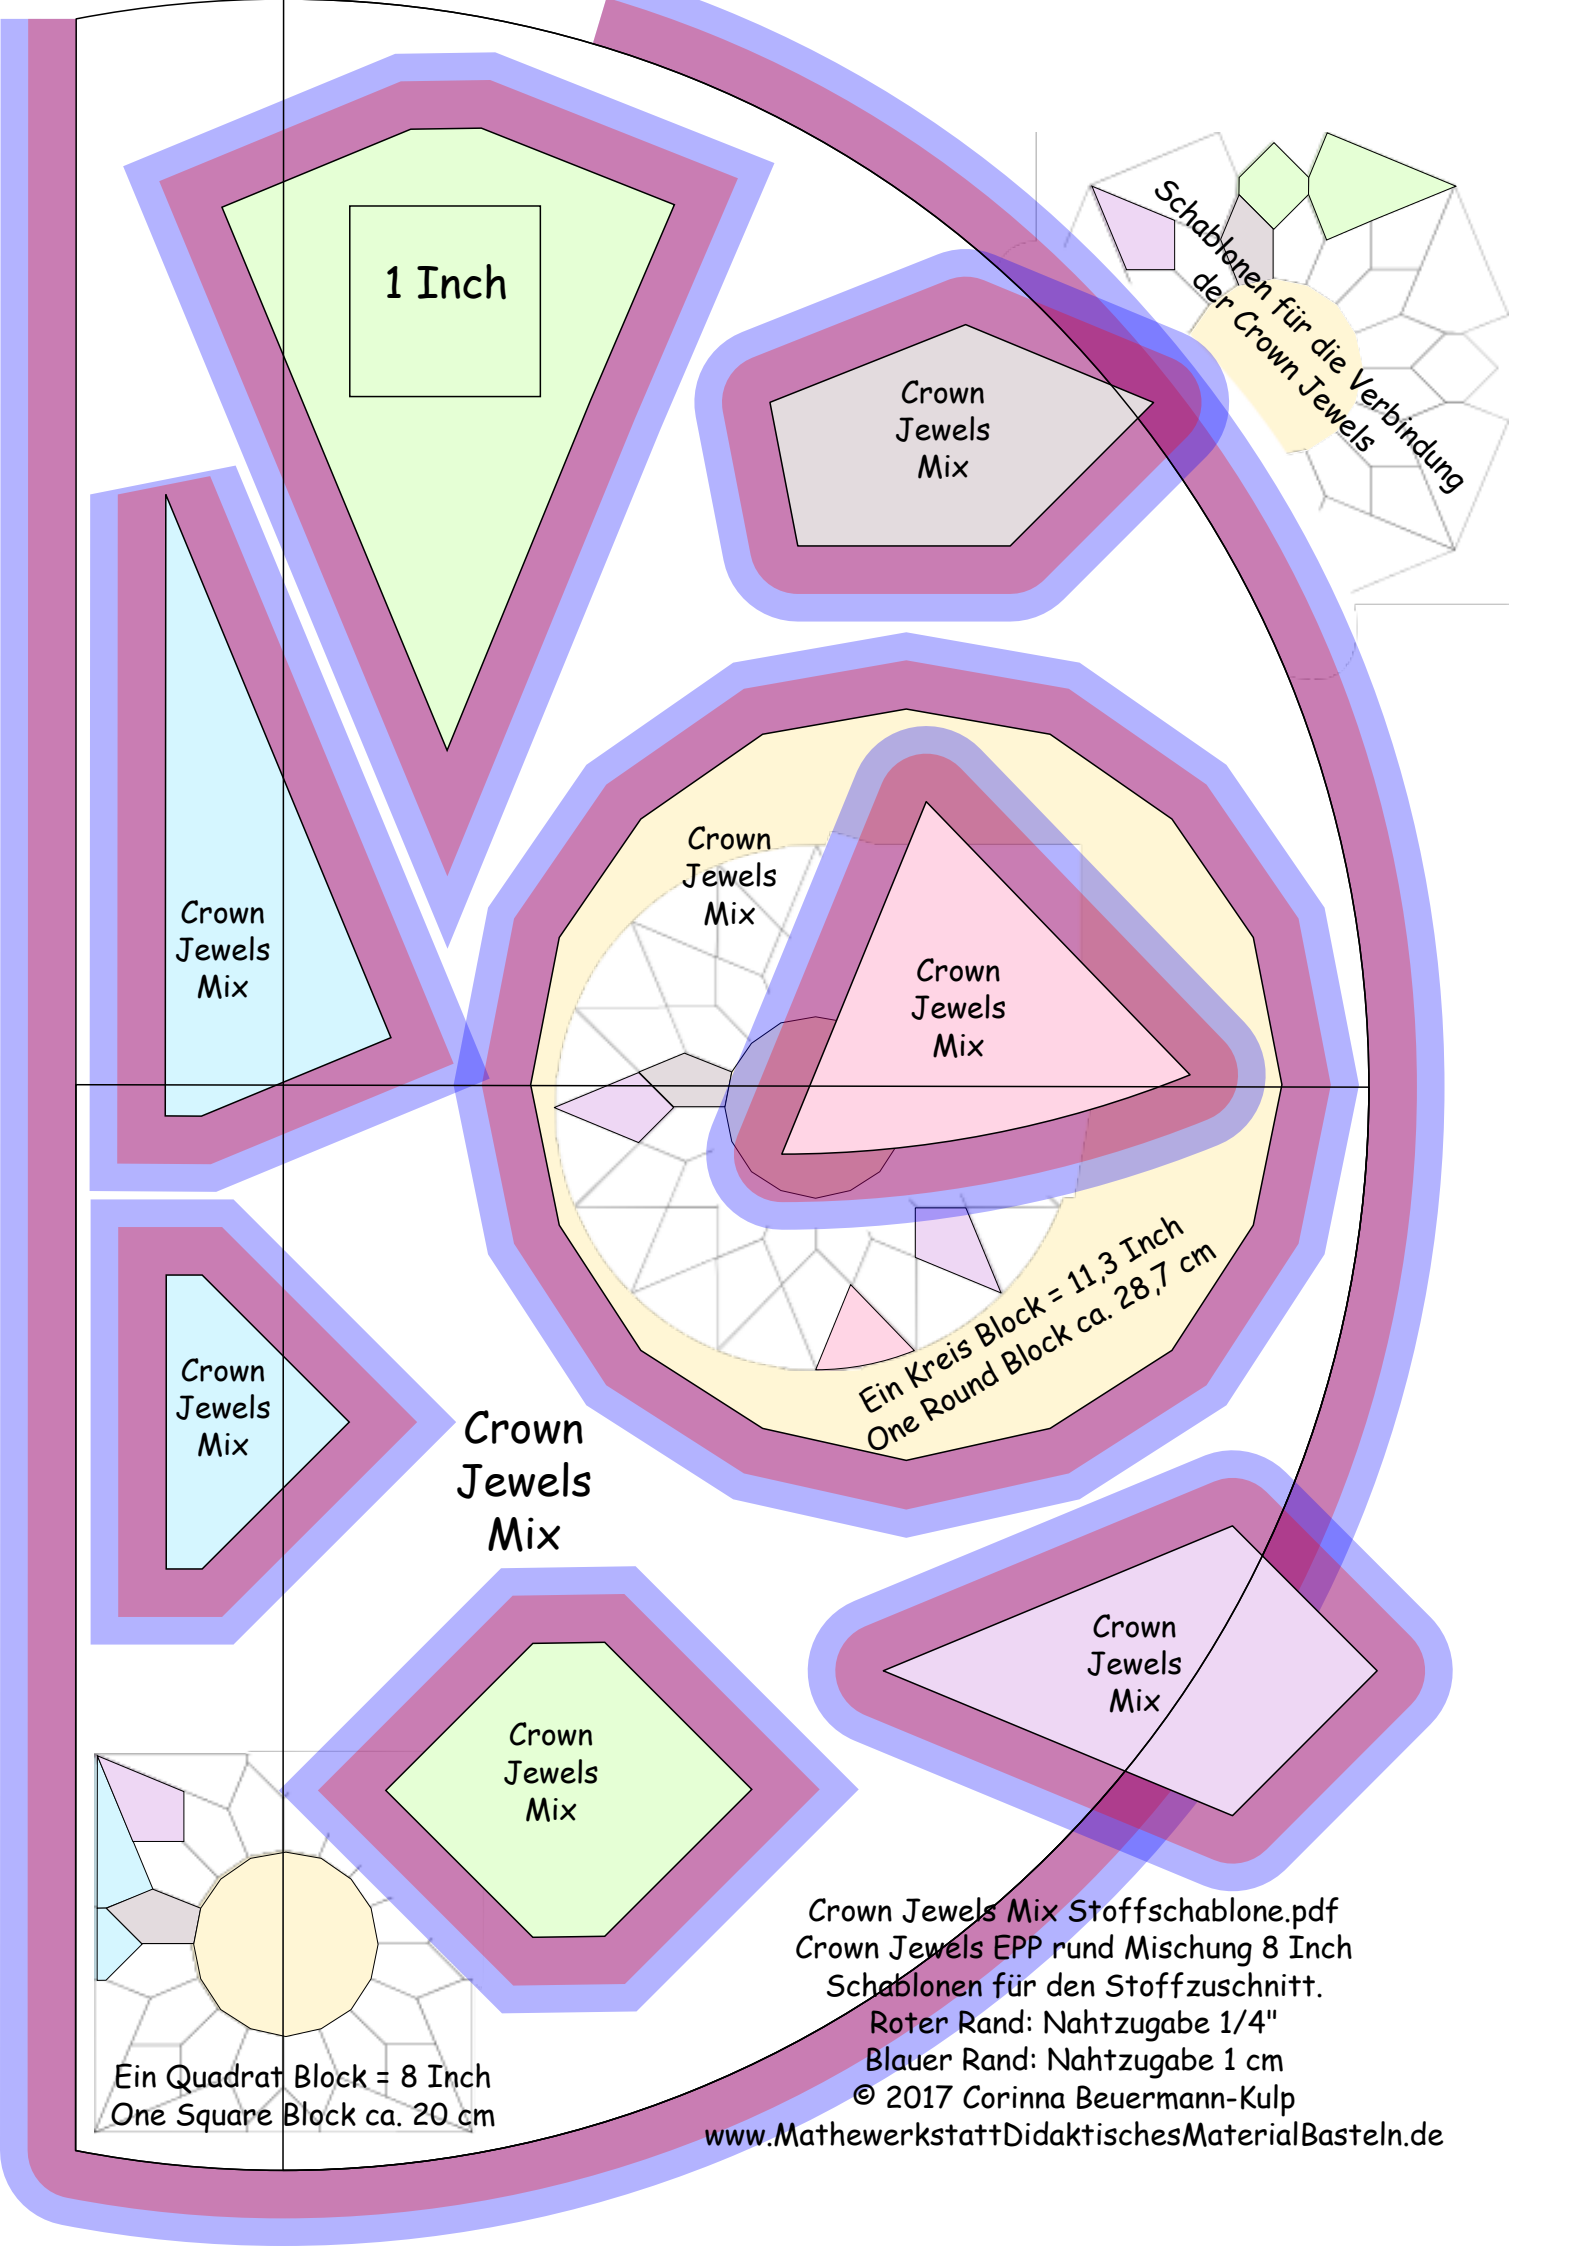 1 Inch
Schablonen für die Verbindung
der Crown Jewels
Crown
Jewels
Mix
Crown
Jewels
Mix
Crown
Jewels
Mix
Crown
Jewels
Mix
Ein Kreis Block = 11,3 Inch
One Round Block ca. 28,7 cm
Crown
Jewels
Mix
Crown
Jewels
Mix
Crown
Jewels
Mix
Crown
Jewels
Mix
Ein Quadrat Block = 8 Inch
One Square Block ca. 20 cm
Crown Jewels Mix Stoffschablone.pdf
Crown Jewels EPP rund Mischung 8 Inch
Schablonen für den Stoffzuschnitt.
Roter Rand: Nahtzugabe 1/4"
Blauer Rand: Nahtzugabe 1 cm
© 2017 Corinna Beuermann-Kulp
www.MathewerkstattDidaktischesMaterialBasteln.de